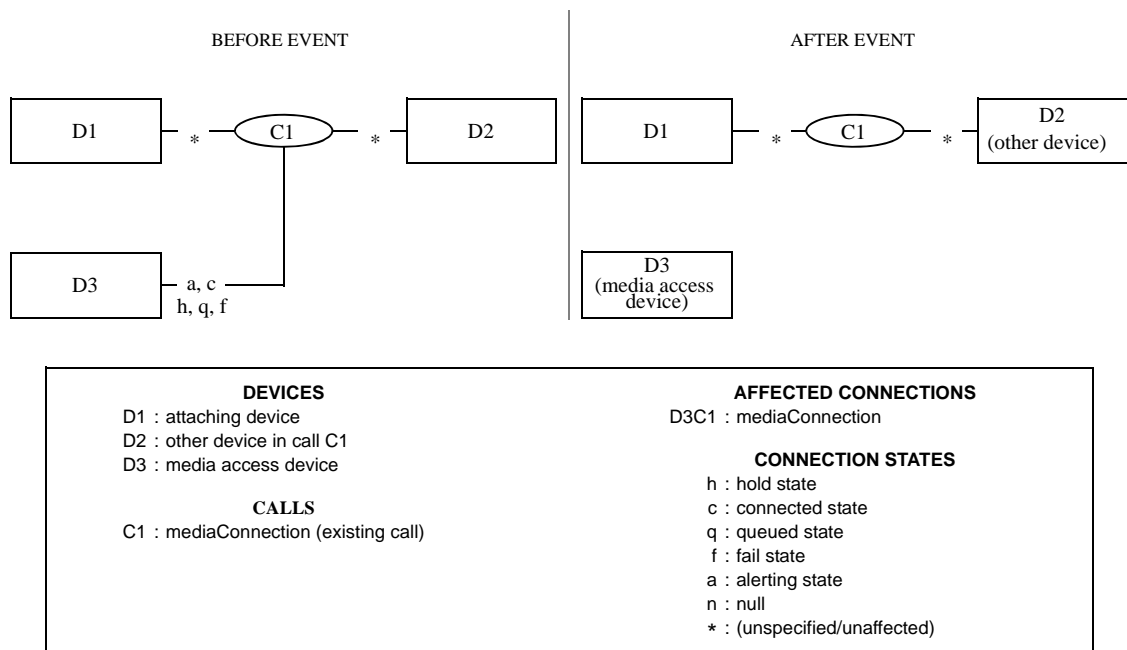 BEFORE EVENT
AFTER EVENT
D1
*
C1
*
D2
D1
*
C1
*
D2
(other device)
D3
a, c
h, q, f
D3
(media access
device)
DEVICES
D1 : attaching device
D2 : other device in call C1
D3 : media access device
CALLS
C1 : mediaConnection (existing call)
AFFECTED CONNECTIONS
D3C1 : mediaConnection
CONNECTION STATES
h : hold state
c : connected state
q : queued state
f : fail state
a : alerting state
n : null
* : (unspecified/unaffected)